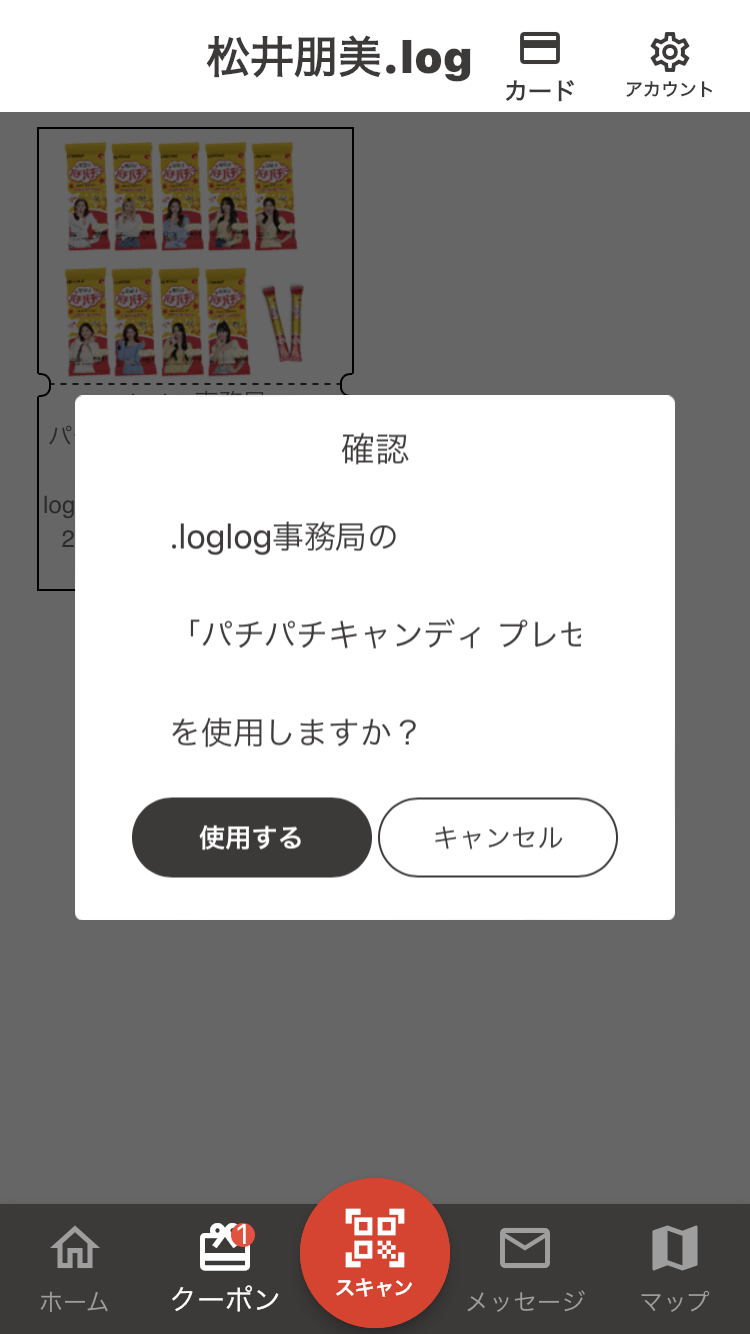 松井朋美.log
カード
アカウント
パ
log
2
確認
.loglog事務局の
「パチパチキャンディ プレセ
を使用しますか？
使用する
キャンセル
1
ホーム
クーポン
スキャン
メッセージ
マップ